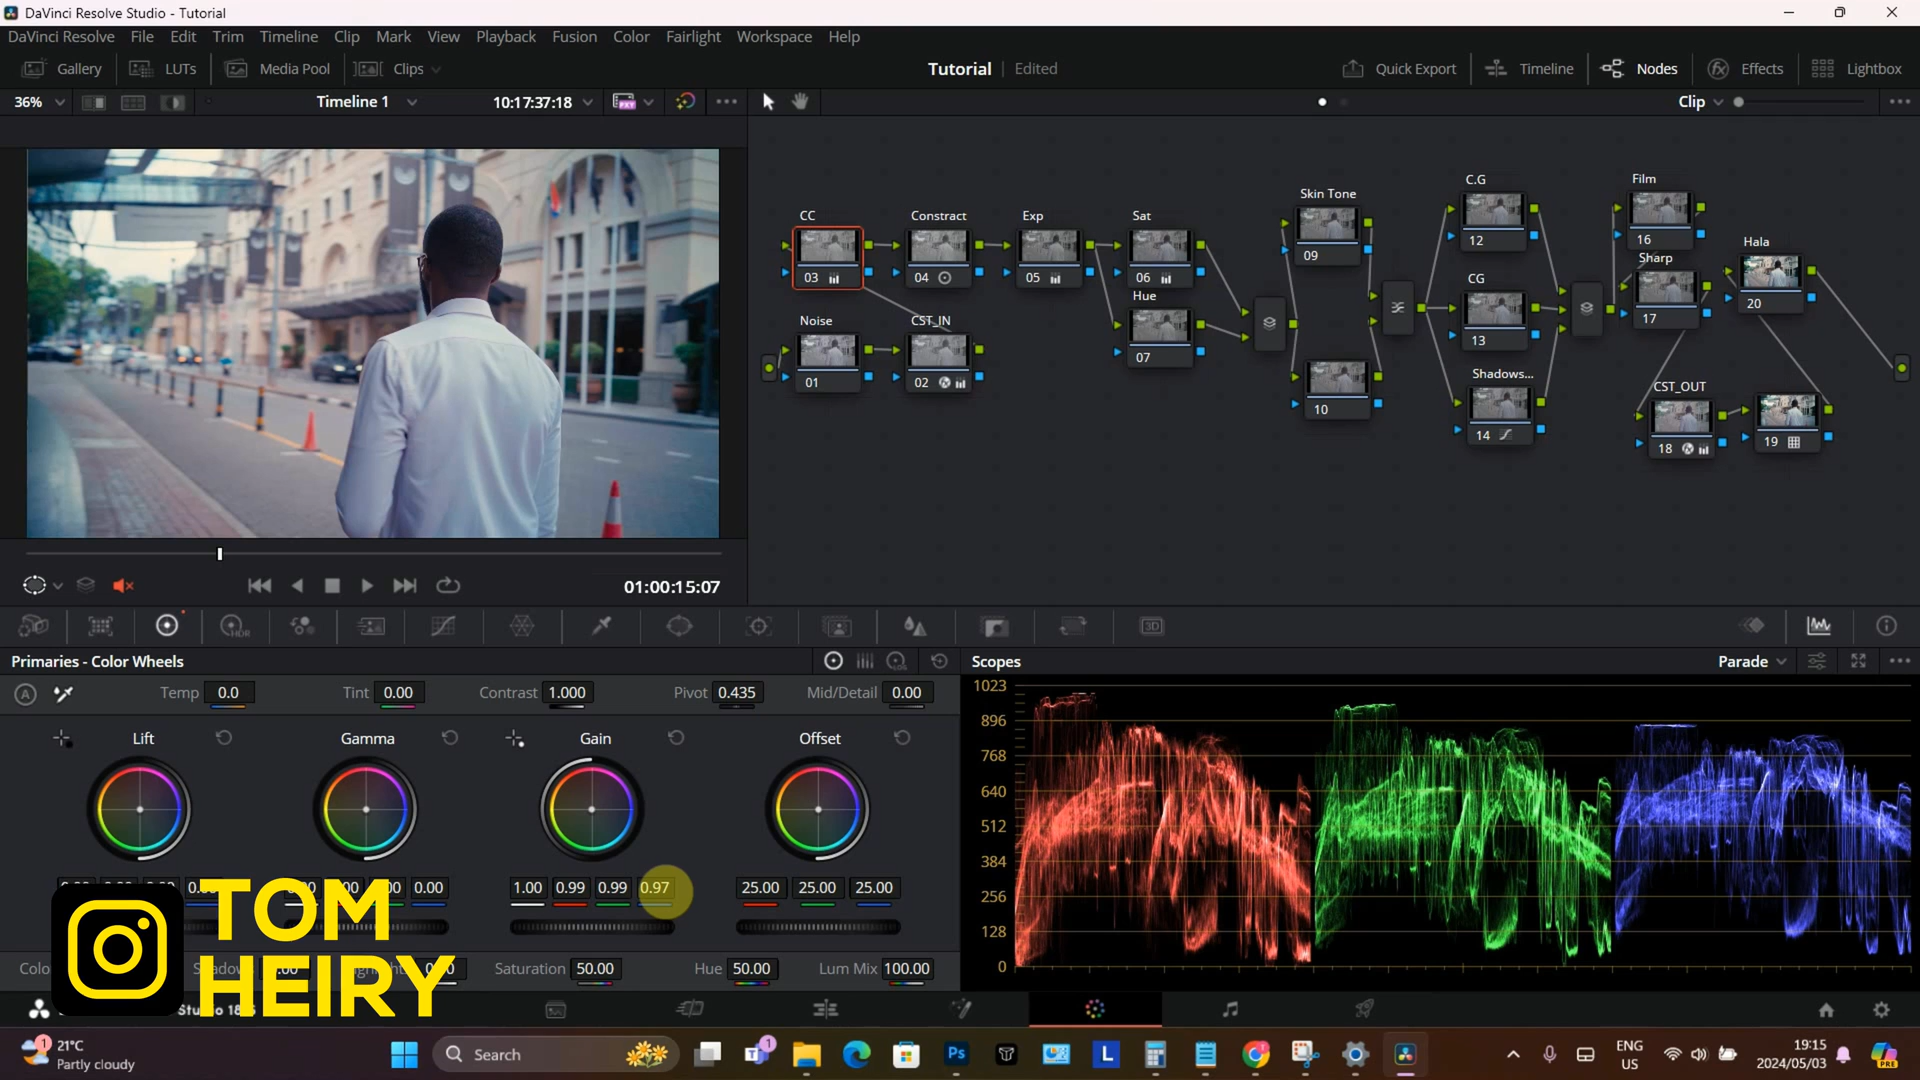 DaVinci Resolve Studio - Tutorial
DaVinci Resolve File Edit Trim Timeline Clip Mark View Playback Fusion Color Fairlight Workspace Help
Gallery LUTs Media Pool Clips Tutorial Edited Quick Export Timeline Nodes Effects Lightbox
36% Timeline 1 10:17:37:18 Clip
CC Constract Exp Sat Skin Tone C.G Film
03 04 05 06 09 12 16
Hala
20
Noise CST_IN Hue CG Sharp
01 02 07 13 17
10 Shadows... CST_OUT
14 18 19
01:00:15:07
HDR 3D
Primaries - Color Wheels
LOG
Scopes Parade
A Temp 0.0 Tint 0.00 Contrast 1.000 Pivot 0.435 Mid/Detail 0.00
Lift Gamma Gain Offset
0.00 1.00 0.99 0.99 0.97 25.00 25.00 25.00
Saturation 50.00 Hue 50.00 Lum Mix 100.00
1023
896
768
640
512
384
256
128
0
TOM
HEIRY
21°C
Partly cloudy
Search
1
Ps
L
ENG
US
19:15
2024/05/03
PRE